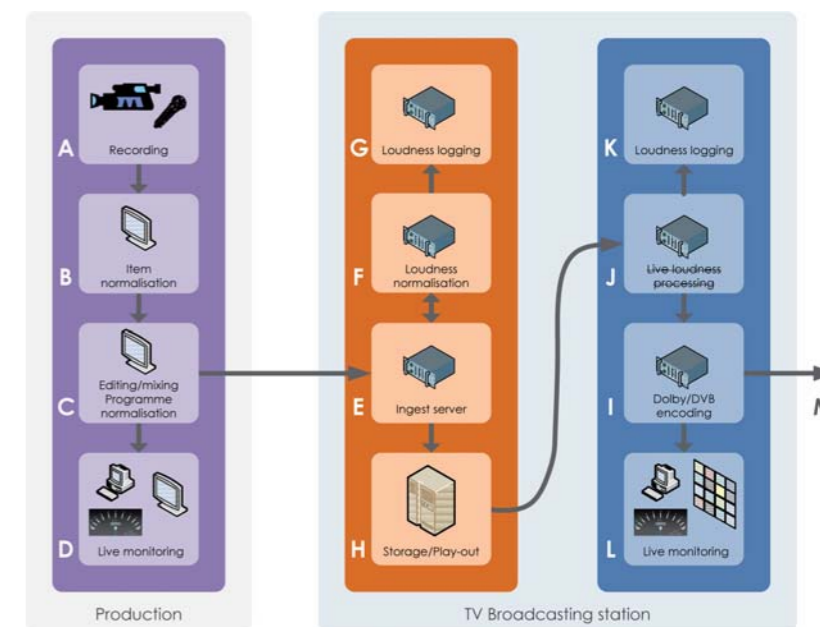 A
Recording
B
Item
normalisation
C
Editing/mixing
Programme
normalisation
D
Live monitoring
Production
G
Loudness logging
F
Loudness
normalisation
E
Ingest server
H
Storage/Play-out
K
Loudness logging
J
Live loudness
processing
I
Dolby/DVB
encoding
L
Live monitoring
TV Broadcasting station